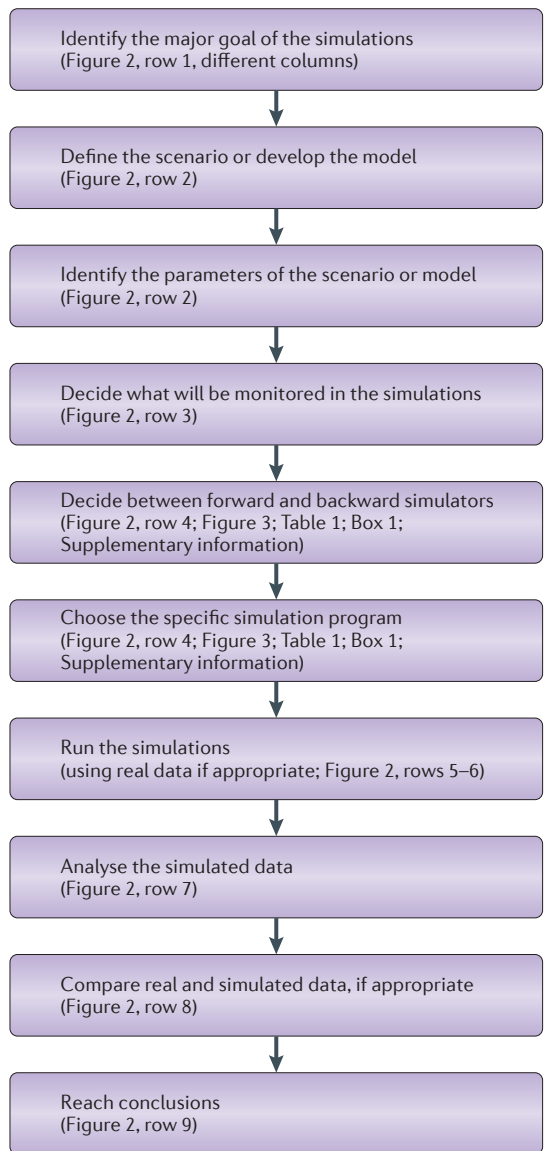 Identify the major goal of the simulations
(Figure 2, row 1, different columns)
Define the scenario or develop the model
(Figure 2, row 2)
Identify the parameters of the scenario or model
(Figure 2, row 2)
Decide what will be monitored in the simulations
(Figure 2, row 3)
Decide between forward and backward simulators
(Figure 2, row 4; Figure 3; Table 1; Box 1;
Supplementary information)
Choose the specific simulation program
(Figure 2, row 4; Figure 3; Table 1; Box 1;
Supplementary information)
Run the simulations
(using real data if appropriate; Figure 2, rows 5–6)
Analyse the simulated data
(Figure 2, row 7)
Compare real and simulated data, if appropriate
(Figure 2, row 8)
Reach conclusions
(Figure 2, row 9)